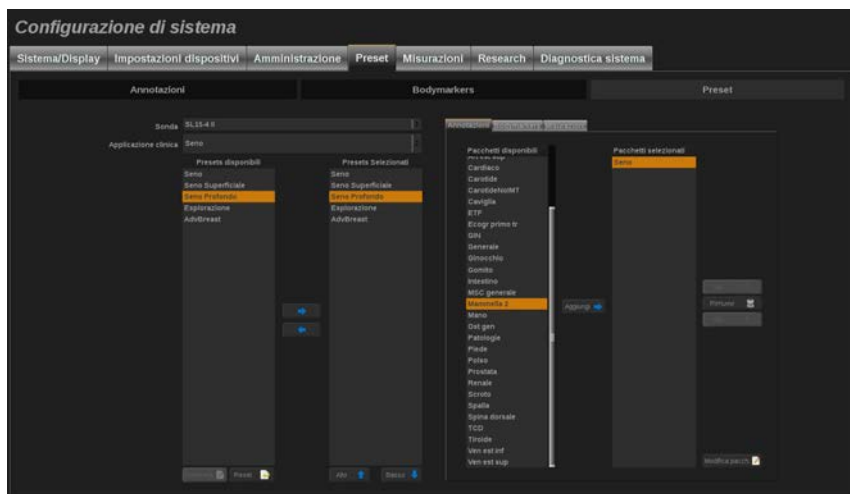 Configurazione di sistema
Sistema/Display Impostazioni dispositivi Amministrazione Preset Misurazioni Research Diagnostica sistema
Annotazioni Bodymarkers Preset
Sonda SL15-4 II
Applicazione clinica Seno
Presets disponibili
Seno
Seno Superficiale
Seno Profondo
Esplorazione
AdvBreast
Presets Selezionati
Seno
Seno Superficiale
Seno Profondo
Esplorazione
AdvBreast
Preset
Alto
Basso
Annotazioni
Pacchetti disponibili
Cardiaco
Carotide
CarotideNoIMT
Caviglia
ETF
Ecogr primo tr
GIN
Generale
Ginocchio
Gomito
Intestino
MSC generale
Mammella 2
Mano
Ost gen
Patologie
Piede
Polso
Prostata
Renale
Scroto
Spalla
Spina dorsale
TCD
Tiroide
Ven est inf
Ven est sup
Aggiungi
Pacchetti selezionati
Seno
Rimuovi
Modifica pacch.